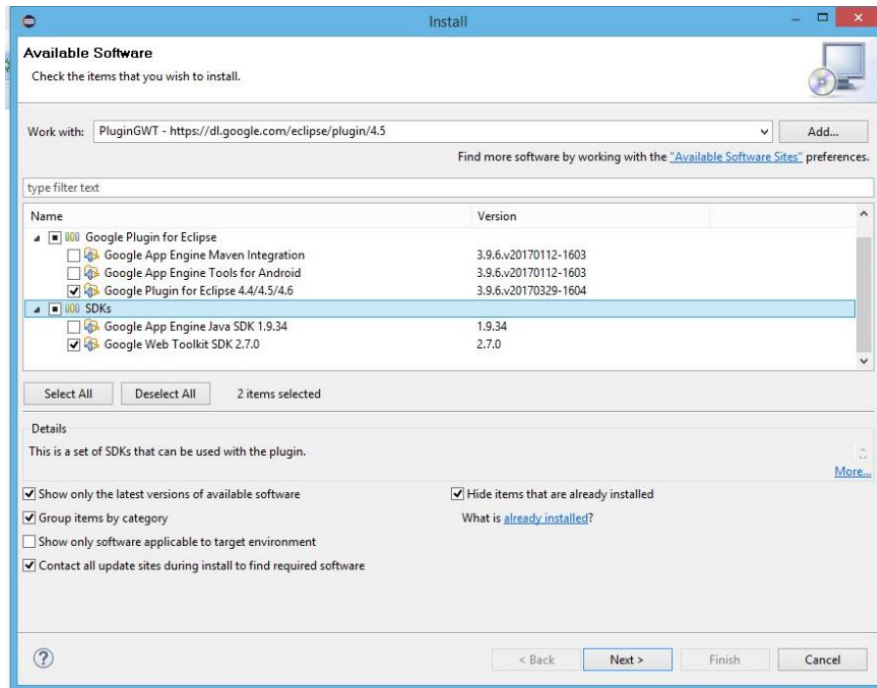 Install
Available Software
Check the items that you wish to install.
Work with: PluginGWT - https://dl.google.com/eclipse/plugin/4.5 Add...
Find more software by working with the "Available Software Sites" preferences.
type filter text
Name Version
Google Plugin for Eclipse
Google App Engine Maven Integration 3.9.6.v20170112-1603
Google App Engine Tools for Android 3.9.6.v20170112-1603
Google Plugin for Eclipse 4.4/4.5/4.6 3.9.6.v20170329-1604
SDKs
Google App Engine Java SDK 1.9.34 1.9.34
Google Web Toolkit SDK 2.7.0 2.7.0
Select All Deselect All 2 items selected
Details
This is a set of SDKs that can be used with the plugin.
More...
Show only the latest versions of available software Hide items that are already installed
Group items by category What is already installed?
Show only software applicable to target environment
Contact all update sites during install to find required software
? < Back Next > Finish Cancel